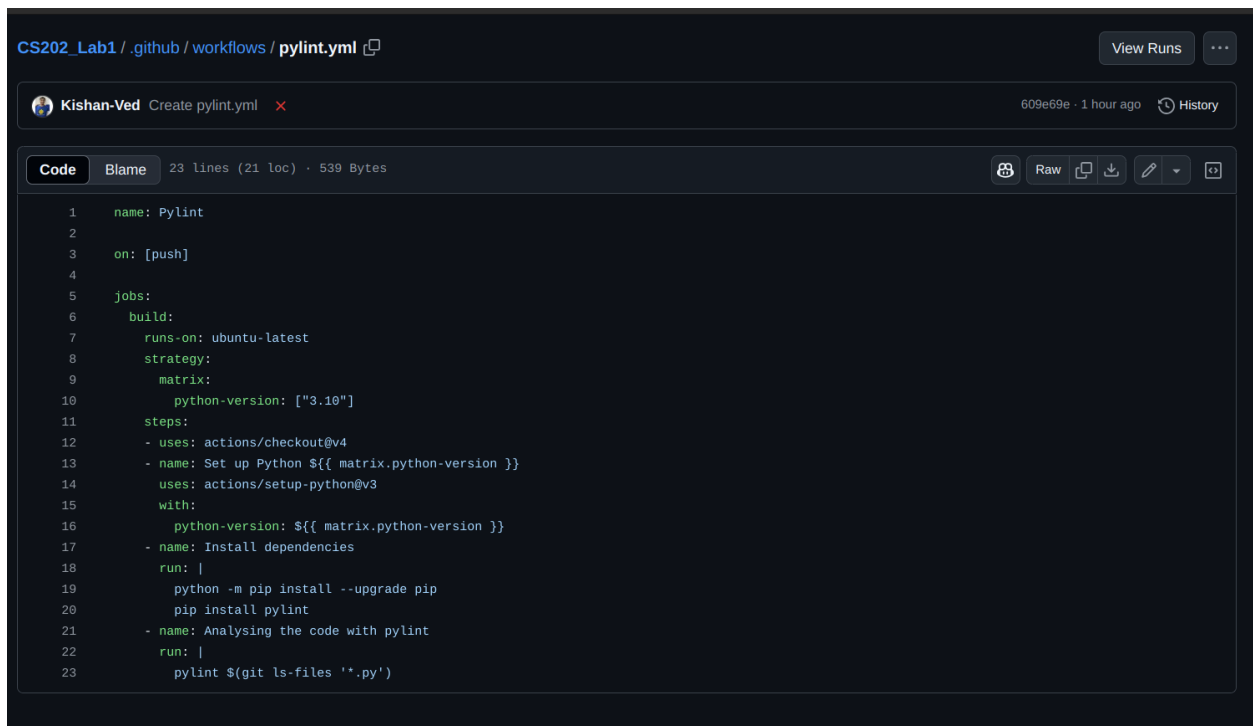 CS202_Lab1 / .github / workflows / pylint.yml
View Runs
Kishan-Ved Create pylint.yml
609e69e · 1 hour ago
History
Code Blame 23 lines (21 loc) · 539 Bytes
Raw
1 name: Pylint
2
3 on: [push]
4
5 jobs:
6   build:
7     runs-on: ubuntu-latest
8     strategy:
9       matrix:
10         python-version: ["3.10"]
11     steps:
12     - uses: actions/checkout@v4
13     - name: Set up Python ${{ matrix.python-version }}
14       uses: actions/setup-python@v3
15       with:
16         python-version: ${{ matrix.python-version }}
17     - name: Install dependencies
18       run: |
19         python -m pip install --upgrade pip
20         pip install pylint
21     - name: Analysing the code with pylint
22       run: |
23         pylint $(git ls-files '*.py')